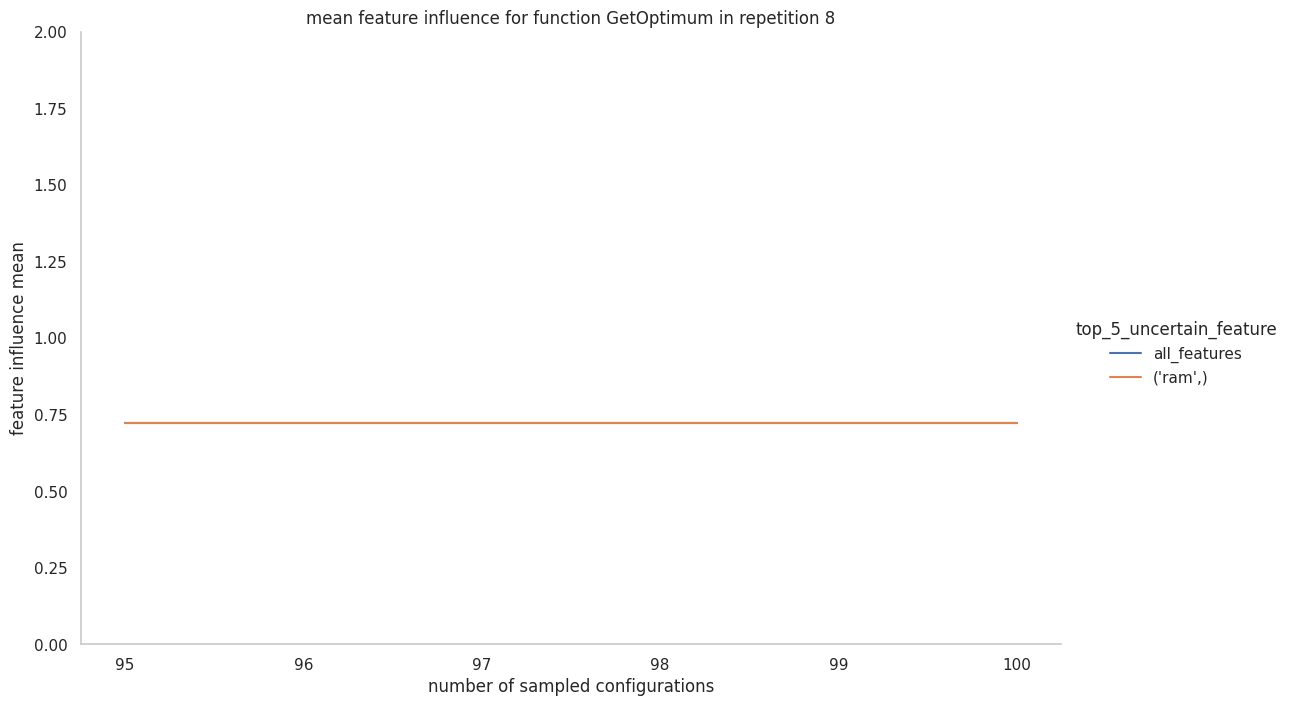 mean feature influence for function GetOptimum in repetition 8
2.00
1.75
1.50
1.25
1.00
0.75
0.50
0.25
0.00
feature influence mean
95 96 97 98 99 100
number of sampled configurations
top_5_uncertain_feature
all_features
('ram',)